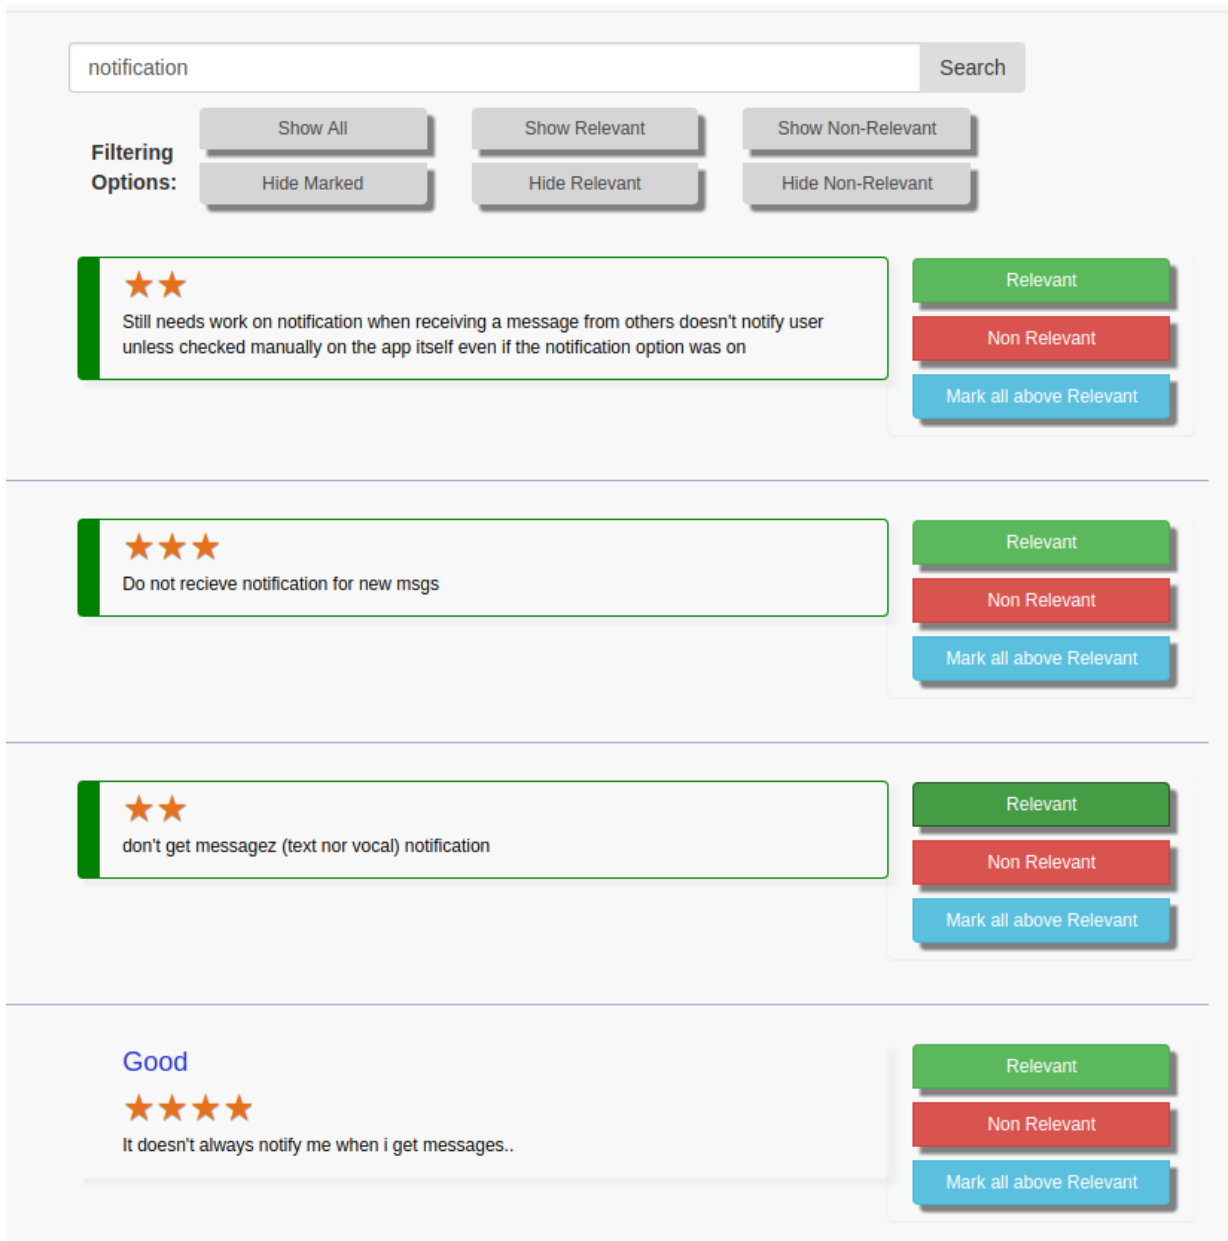 notification
Search
Filtering
Options:
Show All
Show Relevant
Show Non-Relevant
Hide Marked
Hide Relevant
Hide Non-Relevant
Still needs work on notification when receiving a message from others doesn't notify user
unless checked manually on the app itself even if the notification option was on
Relevant
Non Relevant
Mark all above Relevant
Do not recieve notification for new msgs
Relevant
Non Relevant
Mark all above Relevant
don't get messagez (text nor vocal) notification
Relevant
Non Relevant
Mark all above Relevant
Good
It doesn't always notify me when i get messages..
Relevant
Non Relevant
Mark all above Relevant